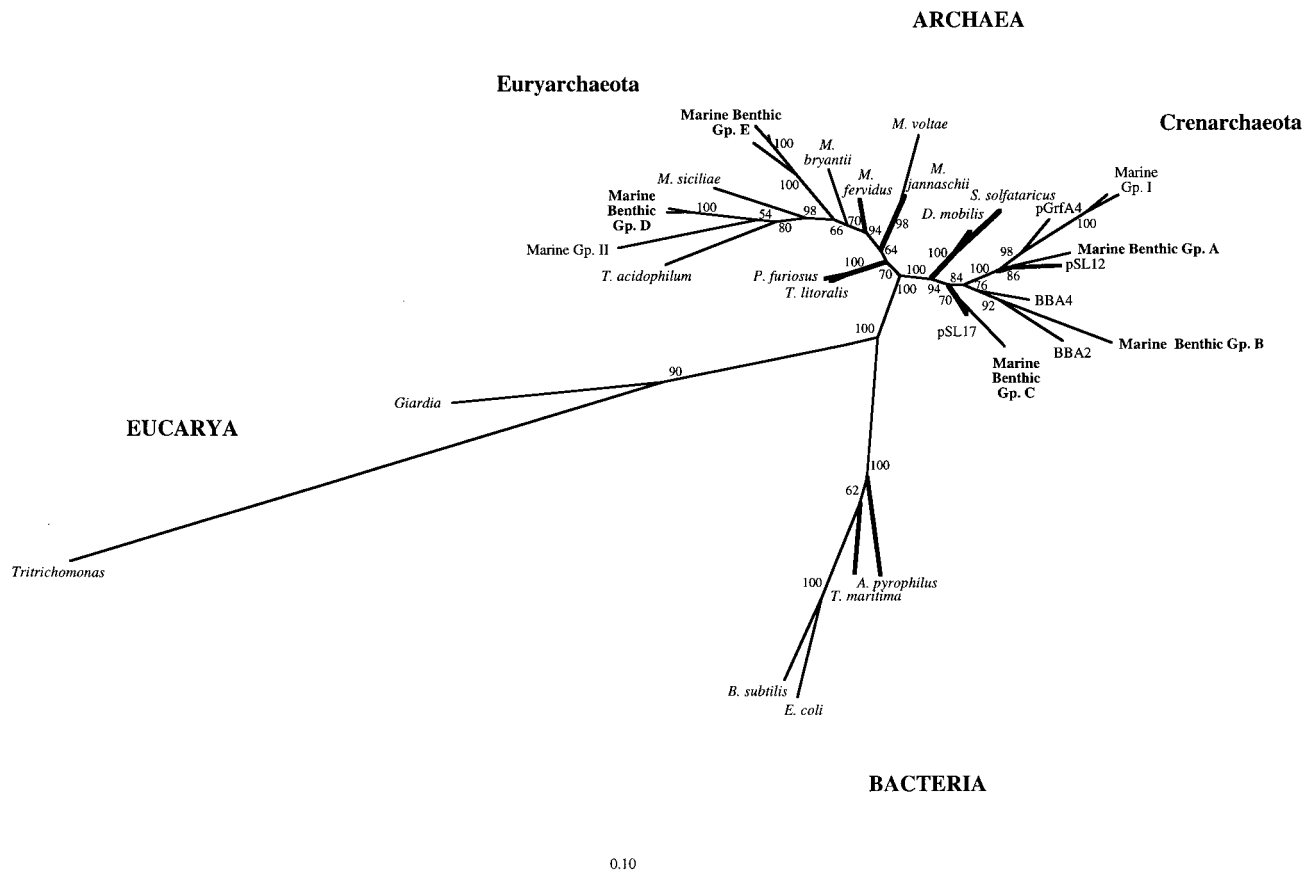 ARCHAEA
Euryarchaeota
Crenarchaeota
Marine Benthic
Gp. E
100
100
M.
bryantii
M.
fervidus
M. voltae
M.
jannaschii
S. solfataricus
D. mobilis
Marine
Gp. I
pGrfA4
100
98
M. siciliae
Marine
Benthic
Gp. D
100
54
98
80
66
70
94
98
64
Marine Gp. II
T. acidophilum
P. furiosus
T. litoralis
100
70
100
100
100
94
84
70
100
86
76
92
Marine Benthic Gp. A
pSL12
BBA4
pSL17
BBA2
Marine Benthic Gp. B
Marine
Benthic
Gp. C
100
90
Giardia
EUCARYA
Tritrichomonas
100
62
A. pyrophilus
T. maritima
100
B. subtilis
E. coli
BACTERIA
0.10